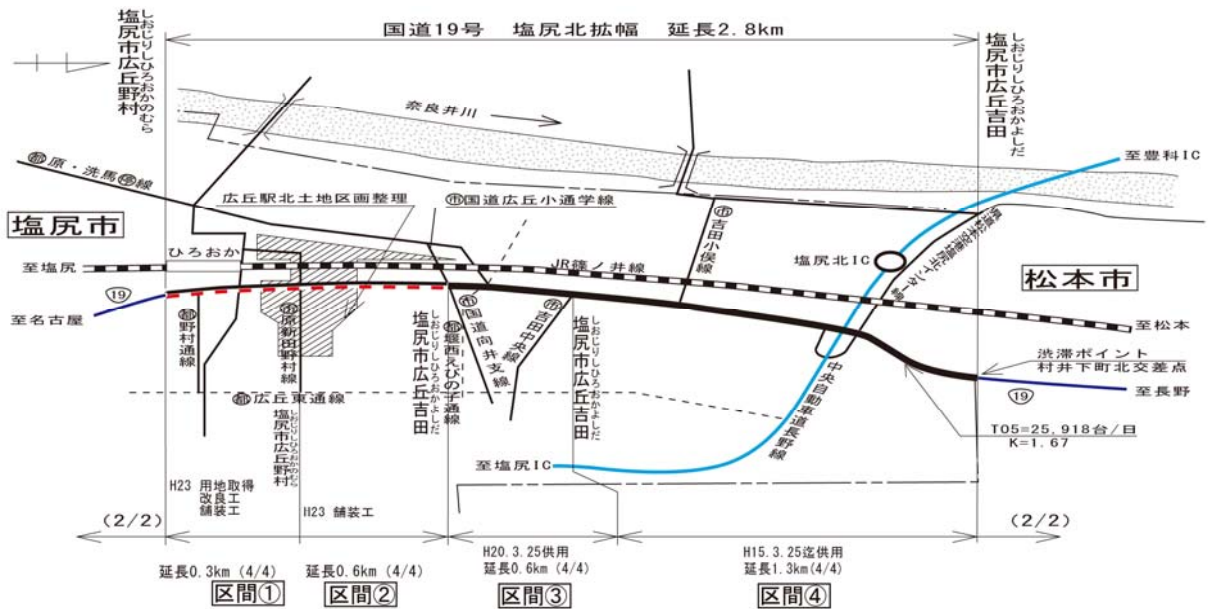 国道19号 塩尻北拡幅 延長2.8km
塩尻市広丘野村
しおじりしひろおかのむら
塩尻市広丘吉田
しおじりしひろおかよしだ
奈良井川
至豊科IC
都原・洗馬停線
広丘駅北土地区画整理
市国道広丘小通学線
市吉田小俣線
県道松本空港塩尻北インター線
塩尻市
ひろおか
JR篠ノ井線
塩尻北IC
松本市
至塩尻
19
至名古屋
至松本
渋滞ポイント
村井下町北交差点
至長野
19
都野村通線
市原新田野村線
塩尻市広丘吉田
しおじりしひろおかよしだ
都堰西えびの子通線
市国道向井支線
市吉田中央線
塩尻市広丘吉田
しおじりしひろおかよしだ
中央自動車道長野線
T05=25,918台/日
K=1.67
都広丘東通線
塩尻市広丘野村
しおじりしひろおかのむら
至塩尻IC
H23 用地取得
改良工
舗装工
H23 舗装工
(2/2)
(2/2)
H20.3.25供用
延長0.6km(4/4)
H15.3.25迄供用
延長1.3km(4/4)
延長0.3km (4/4)
延長0.6km (4/4)
区間①
区間②
区間③
区間④